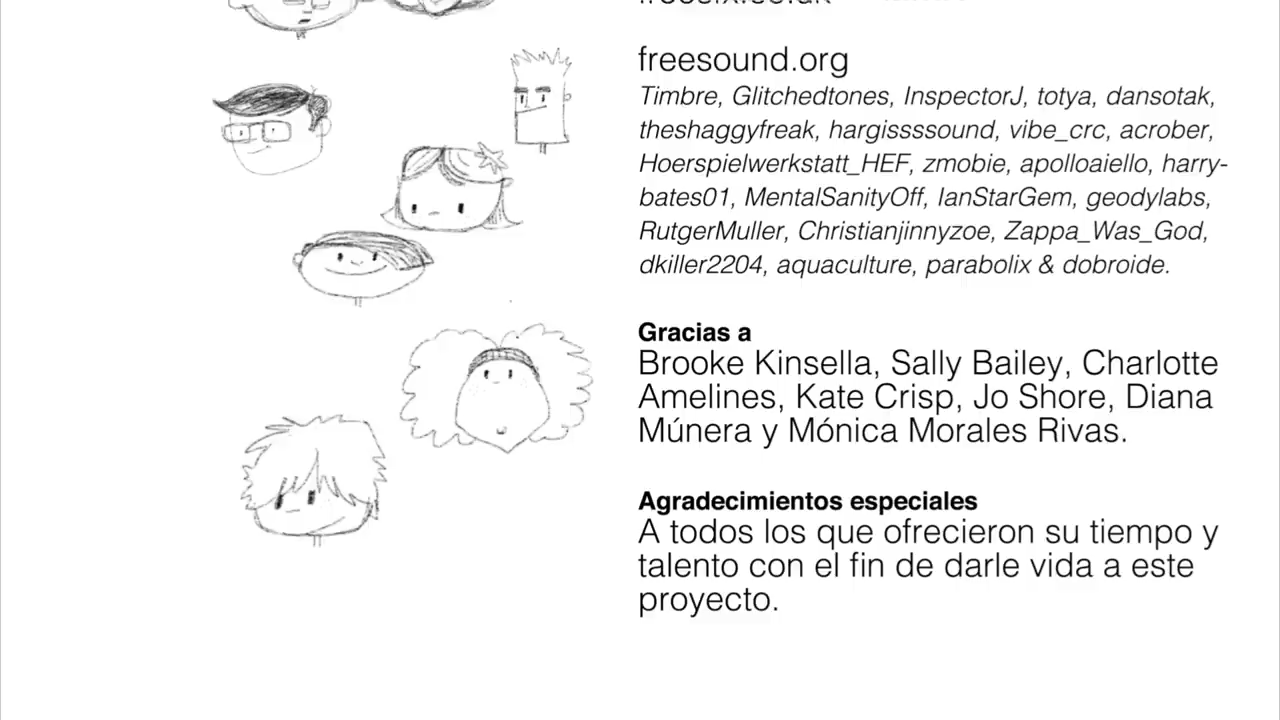 freesound.org
Timbre, Glitchedtones, InspectorJ, totya, dansotak,
theshaggyfreak, hargissssound, vibe_crc, acrober,
Hoerspielwerkstatt_HEF, zmobie, apolloaiello, harry-
bates01, MentalSanityOff, IanStarGem, geodylabs,
RutgerMuller, Christianjinnyzoe, Zappa_Was_God,
dkiller2204, aquaculture, parabolix & dobroide.
Gracias a
Brooke Kinsella, Sally Bailey, Charlotte
Amelines, Kate Crisp, Jo Shore, Diana
Múnera y Mónica Morales Rivas.
Agradecimientos especiales
A todos los que ofrecieron su tiempo y
talento con el fin de darle vida a este
proyecto.